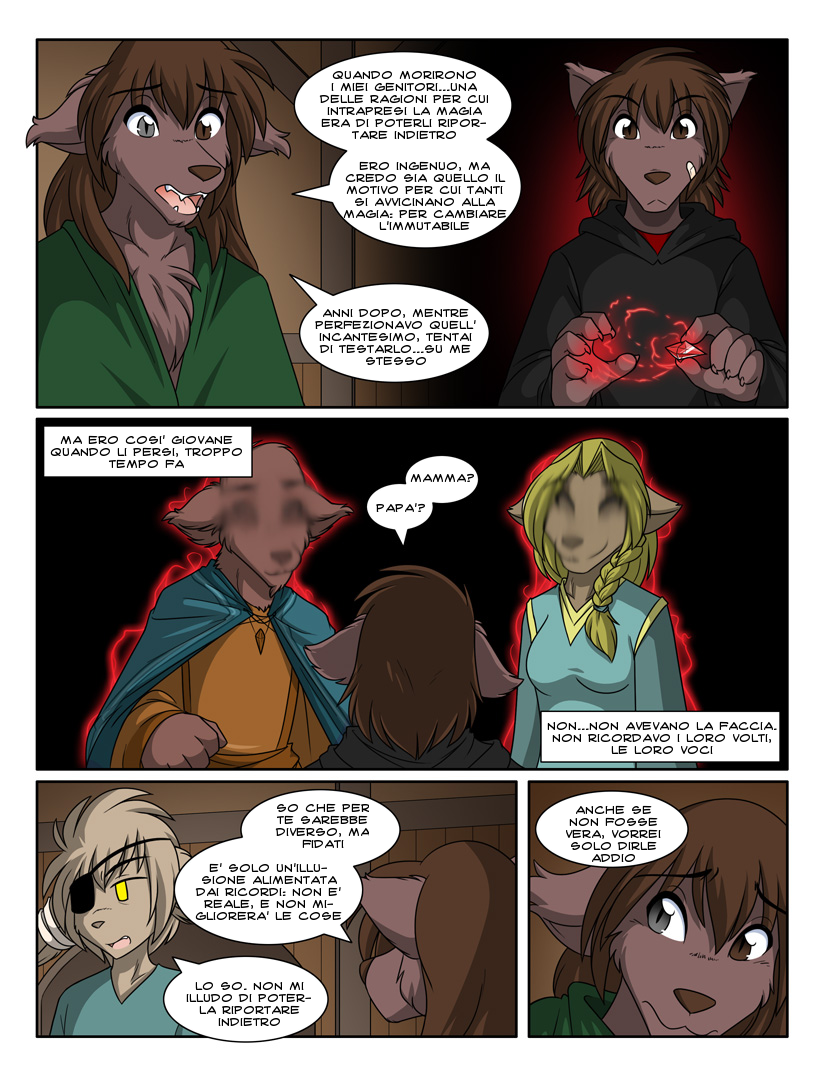 QUANDO MORIRONO
I MIEI GENITORI...UNA
DELLE RAGIONI PER CUI
INTRAPRESI LA MAGIA
ERA DI POTERLI RIPOR-
TARE INDIETRO
ERO INGENUO, MA
CREDO SIA QUELLO IL
MOTIVO PER CUI TANTI
SI AVVICINANO ALLA
MAGIA: PER CAMBIARE
L'IMMUTABILE
ANNI DOPO, MENTRE
PERFEZIONAVO QUELL'
INCANTESIMO, TENTAI
DI TESTARLO...SU ME
STESSO
MA ERO COSI' GIOVANE
QUANDO LI PERSI, TROPPO
TEMPO FA
MAMMA?
PAPA'?
NON...NON AVEVANO LA FACCIA.
NON RICORDAVO I LORO VOLTI,
LE LORO VOCI
SO CHE PER
TE SAREBBE
DIVERSO, MA
FIDATI
E' SOLO UN'ILLU-
SIONE ALIMENTATA
DAI RICORDI: NON E'
REALE, E NON MI-
GLIORERA' LE COSE
LO SO. NON MI
ILLUDO DI POTER-
LA RIPORTARE
INDIETRO
ANCHE SE
NON FOSSE
VERA, VORREI
SOLO DIRLE
ADDIO